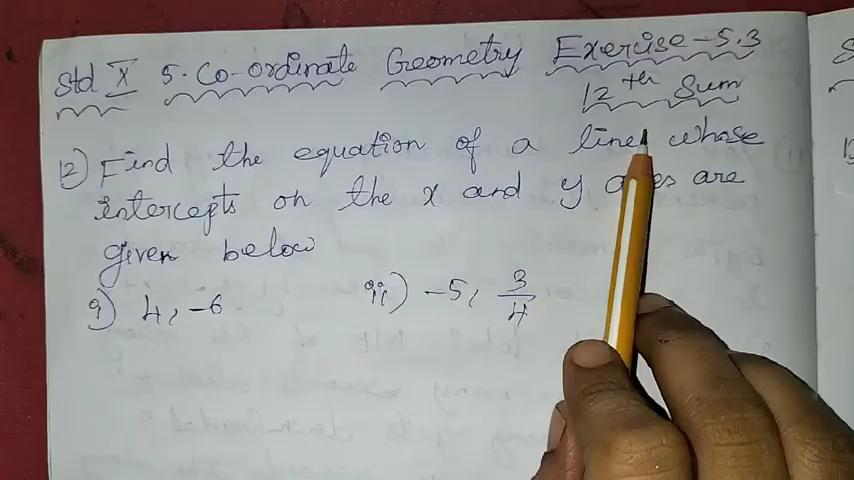 Std X 5. Co-ordinate Geometry Exercise-5.3
12th Sum
12) Find the equation of a line whose
intercepts on the x and y are
given below
i) 4, -6 ii) -5, 3/4